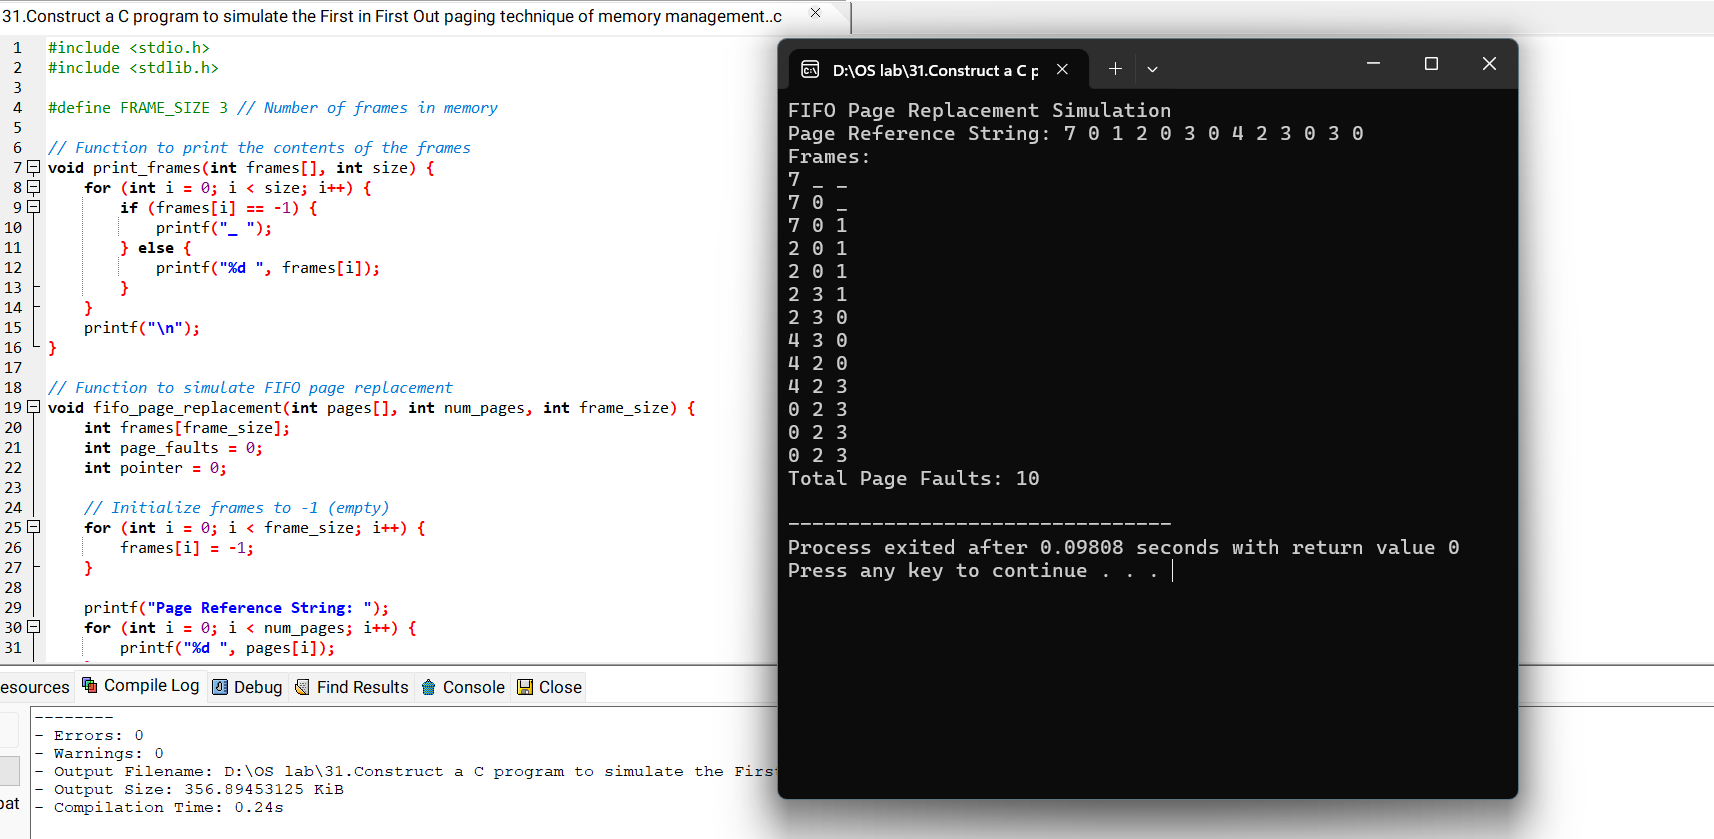 31.Construct a C program to simulate the First in First Out paging technique of memory management..c
1 #include <stdio.h>
2 #include <stdlib.h>
3
4 #define FRAME_SIZE 3 // Number of frames in memory
5
6 // Function to print the contents of the frames
7 void print_frames(int frames[], int size) {
8 for (int i = 0; i < size; i++) {
9 if (frames[i] == -1) {
10 printf("_ ");
11 } else {
12 printf("%d ", frames[i]);
13 }
14 }
15 printf("\n");
16 }
17
18 // Function to simulate FIFO page replacement
19 void fifo_page_replacement(int pages[], int num_pages, int frame_size) {
20 int frames[frame_size];
21 int page_faults = 0;
22 int pointer = 0;
23
24 // Initialize frames to -1 (empty)
25 for (int i = 0; i < frame_size; i++) {
26 frames[i] = -1;
27 }
28
29 printf("Page Reference String: ");
30 for (int i = 0; i < num_pages; i++) {
31 printf("%d ", pages[i]);
esources Compile Log Debug Find Results Console Close
--------
- Errors: 0
- Warnings: 0
- Output Filename: D:\OS lab\31.Construct a C program to simulate the Firs
- Output Size: 356.89453125 KiB
- Compilation Time: 0.24s
pat
D:\OS lab\31.Construct a C p
FIFO Page Replacement Simulation
Page Reference String: 7 0 1 2 0 3 0 4 2 3 0 3 0
Frames:
7 _ _
7 0 _
7 0 1
2 0 1
2 0 1
2 3 1
2 3 0
4 3 0
4 2 0
4 2 3
0 2 3
0 2 3
0 2 3
Total Page Faults: 10
--------------------------------
Process exited after 0.09808 seconds with return value 0
Press any key to continue . . .